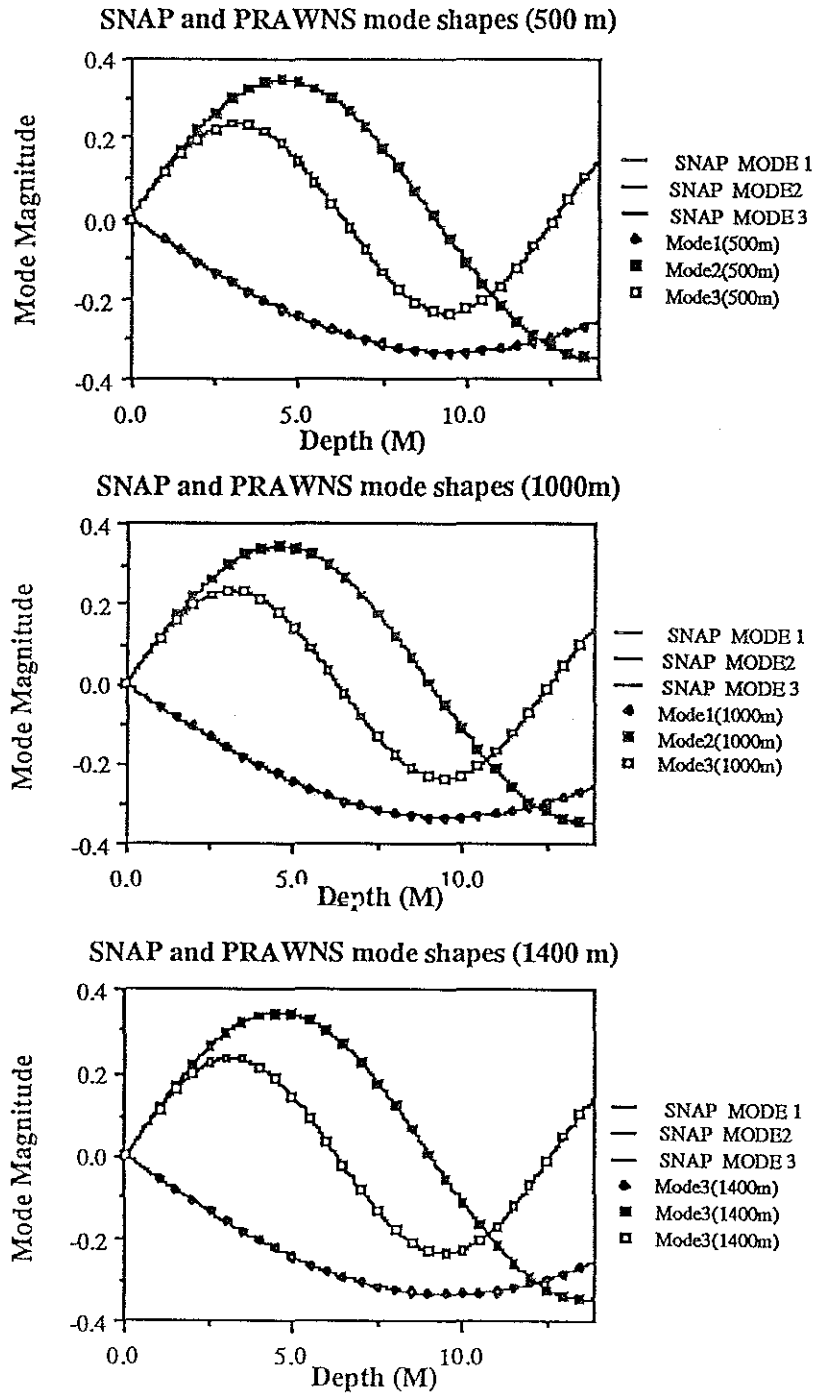 SNAP and PRAWNS mode shapes (500 m)
Mode Magnitude
0.4
0.2
0.0
-0.2
-0.4
0.0
5.0
10.0
Depth (M)
SNAP MODE 1
SNAP MODE2
SNAP MODE 3
Mode1(500m)
Mode2(500m)
Mode3(500m)
SNAP and PRAWNS mode shapes (1000m)
Mode Magnitude
0.4
0.2
0.0
-0.2
-0.4
0.0
5.0
10.0
Depth (M)
SNAP MODE 1
SNAP MODE2
SNAP MODE 3
Mode1(1000m)
Mode2(1000m)
Mode3(1000m)
SNAP and PRAWNS mode shapes (1400 m)
Mode Magnitude
0.4
0.2
0.0
-0.2
-0.4
0.0
5.0
10.0
Depth (M)
SNAP MODE 1
SNAP MODE2
SNAP MODE 3
Mode3(1400m)
Mode3(1400m)
Mode3(1400m)